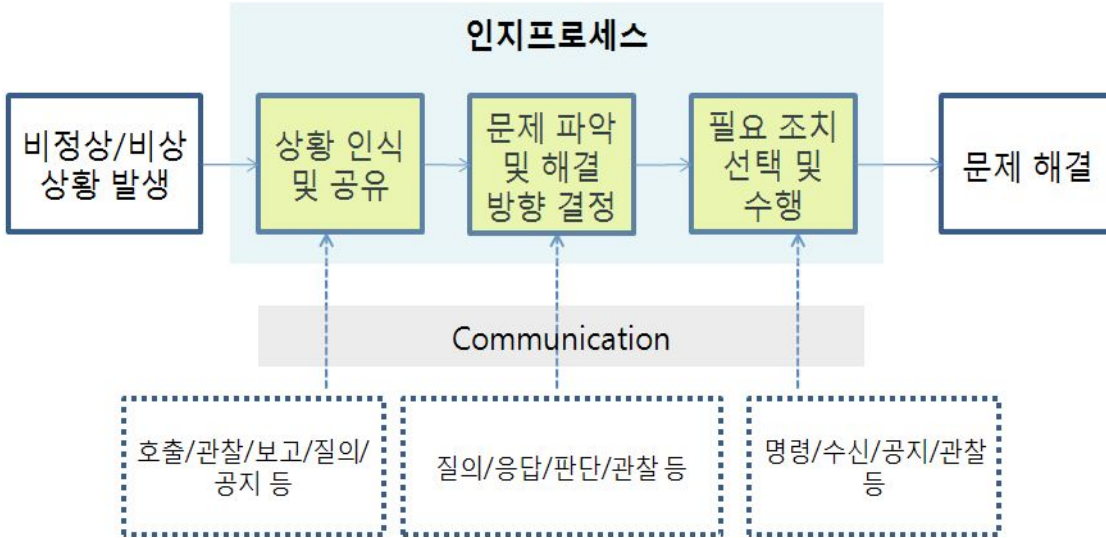 인지프로세스
비정상/비상
상황 발생
상황 인식
및 공유
문제 파악
및 해결
방향 결정
필요 조치
선택 및
수행
문제 해결
Communication
호출/관찰/보고/질의/
공지 등
질의/응답/판단/관찰 등
명령/수신/공지/관찰
등